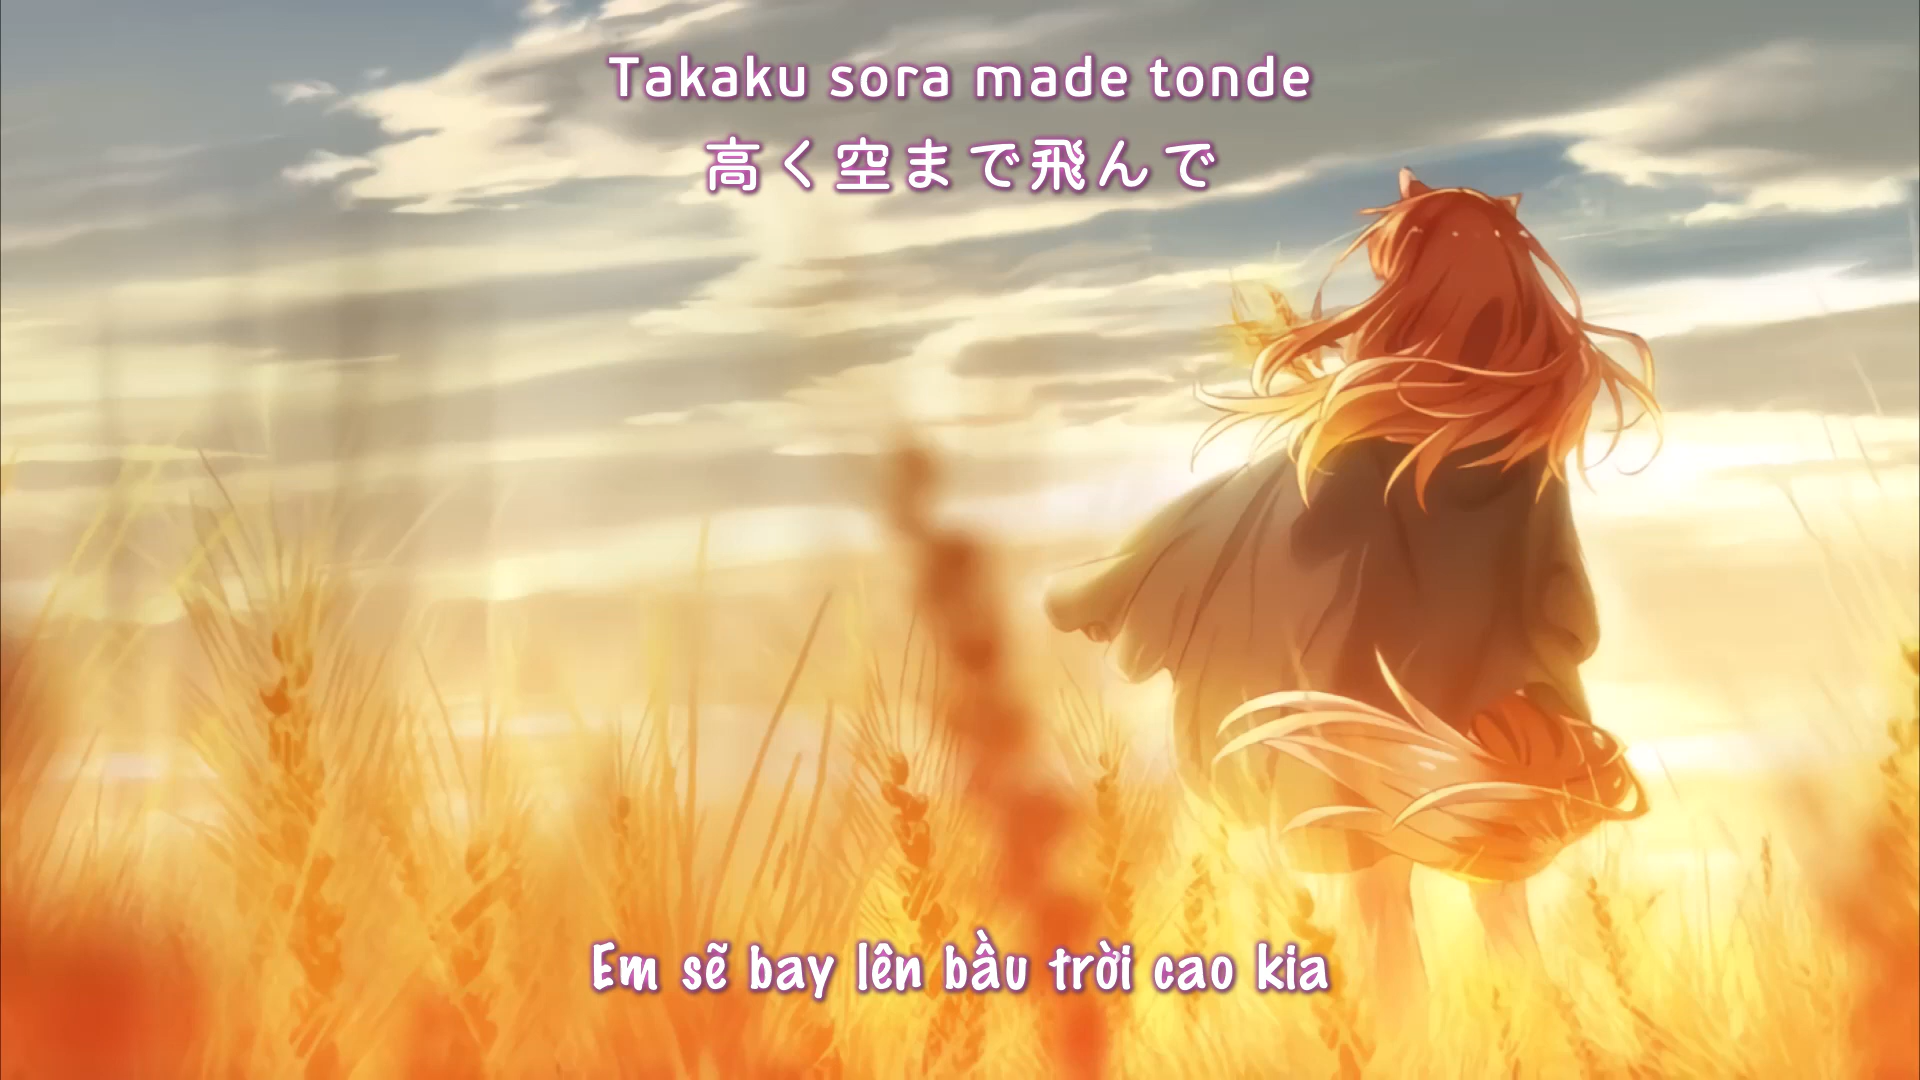 Takaku sora made tonde
高く空まで飛んで
Em sẽ bay lên bầu trời cao kia